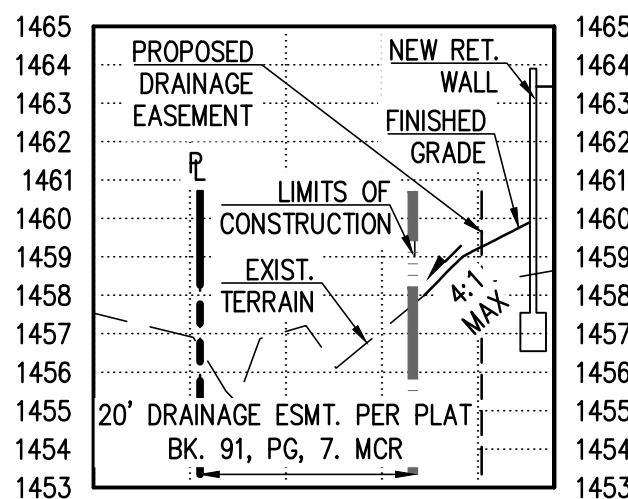 1465
1464
1463
1462
1461
1460
1459
1458
1457
1456
1455
1454
1453
PROPOSED
DRAINAGE
EASEMENT
NEW RET.
WALL
FINISHED
GRADE
PL
LIMITS OF
CONSTRUCTION
EXIST.
TERRAIN
4:1
MAX
20' DRAINAGE ESMT. PER PLAT
BK. 91, PG, 7. MCR
1465
1464
1463
1462
1461
1460
1459
1458
1457
1456
1455
1454
1453